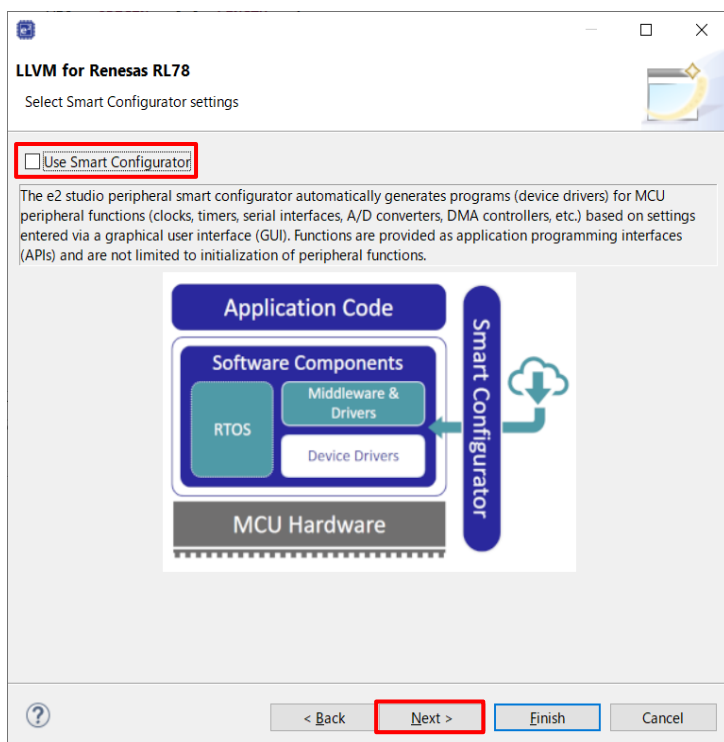 LLVM for Renesas RL78
Select Smart Configurator settings
Use Smart Configurator
The e2 studio peripheral smart configurator automatically generates programs (device drivers) for MCU
peripheral functions (clocks, timers, serial interfaces, A/D converters, DMA controllers, etc.) based on settings
entered via a graphical user interface (GUI). Functions are provided as application programming interfaces
(APIs) and are not limited to initialization of peripheral functions.
Application Code
Software Components
RTOS
Middleware &
Drivers
Device Drivers
MCU Hardware
Smart Configurator
< Back
Next >
Finish
Cancel